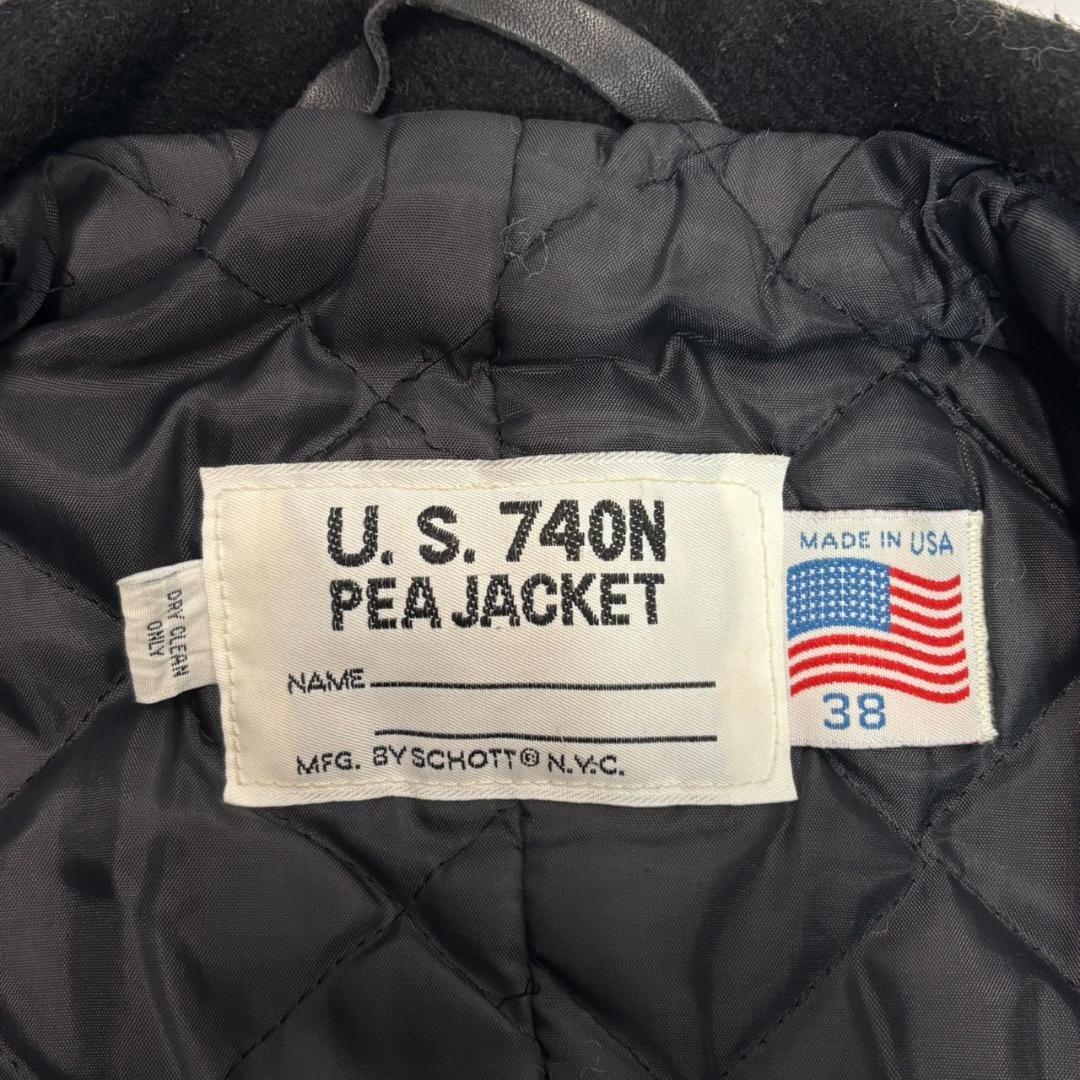 U. S. 740N
PEA JACKET
NAME
MFG. BY SCHOTT® N.Y.C.
DRY CLEAN
ONLY
MADE IN USA
38